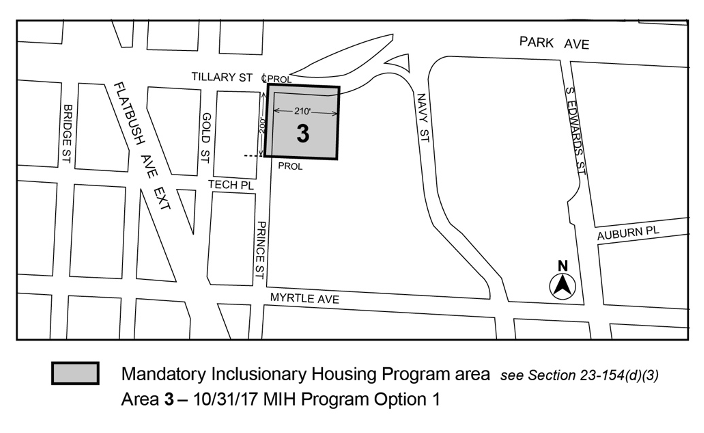 PARK AVE
TILLARY ST
℄PROL
210'
200'
3
PROL
BRIDGE ST
FLATBUSH AVE EXT
GOLD ST
TECH PL
PRINCE ST
NAVY ST
S EDWARDS ST
AUBURN PL
N
MYRTLE AVE
Mandatory Inclusionary Housing Program area see Section 23-154(d)(3)
Area 3 – 10/31/17 MIH Program Option 1